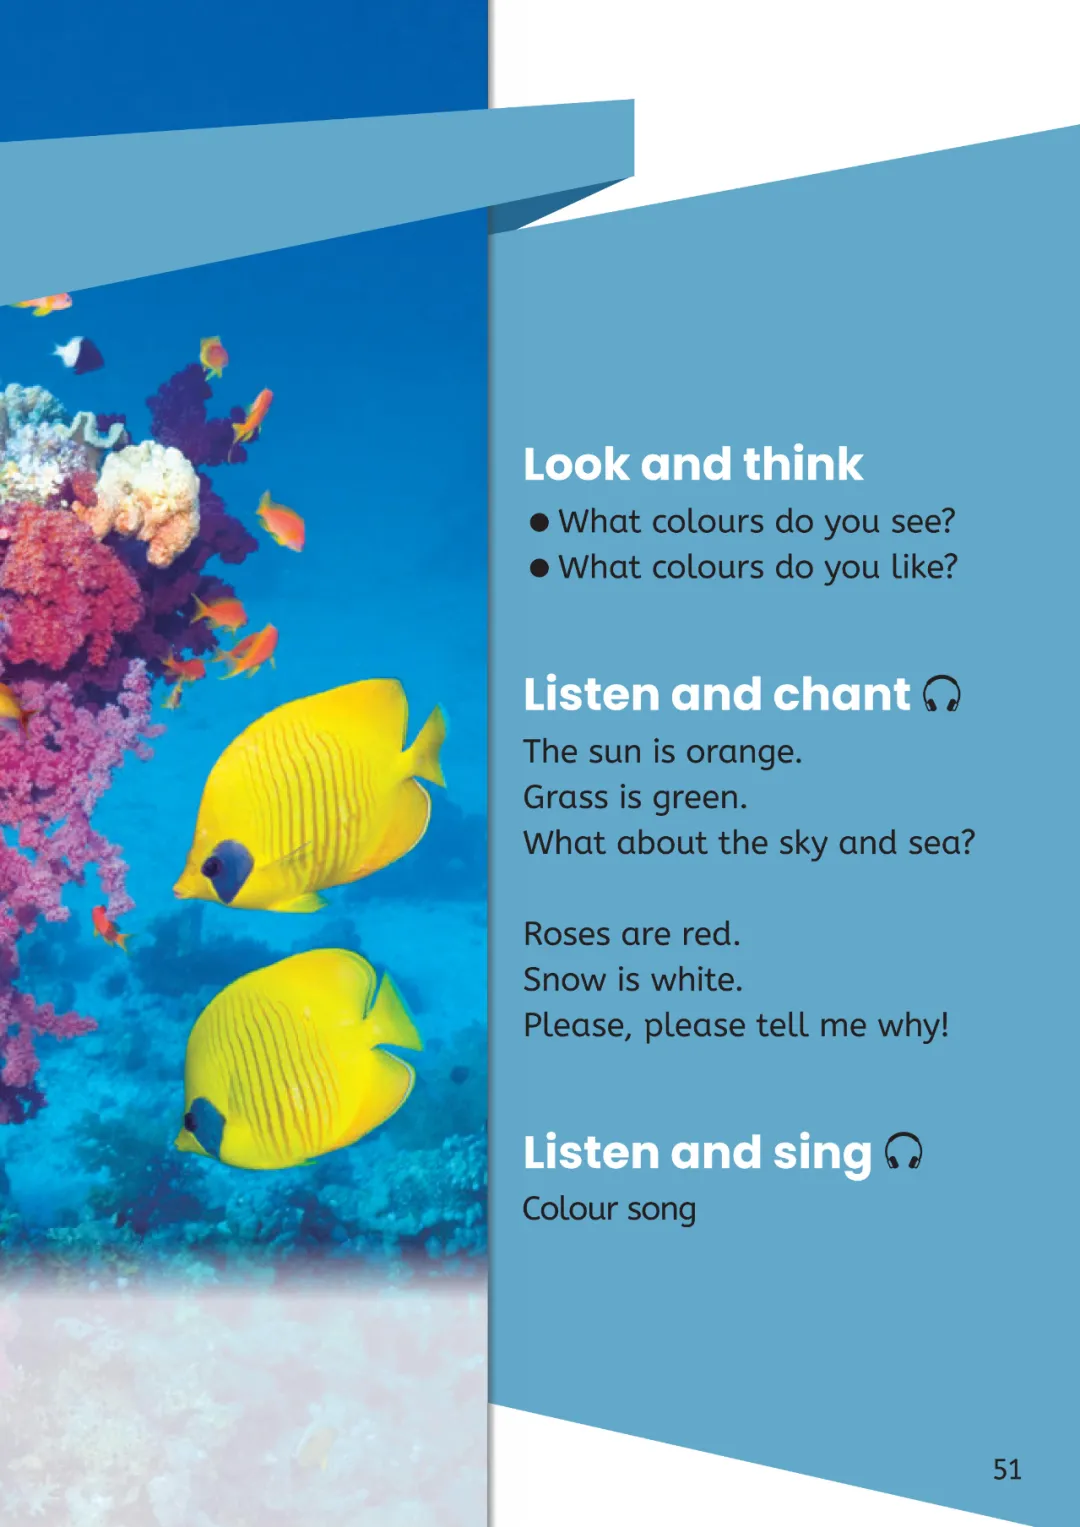 Look and think
● What colours do you see?
● What colours do you like?
Listen and chant
The sun is orange.
Grass is green.
What about the sky and sea?
Roses are red.
Snow is white.
Please, please tell me why!
Listen and sing
Colour song
51